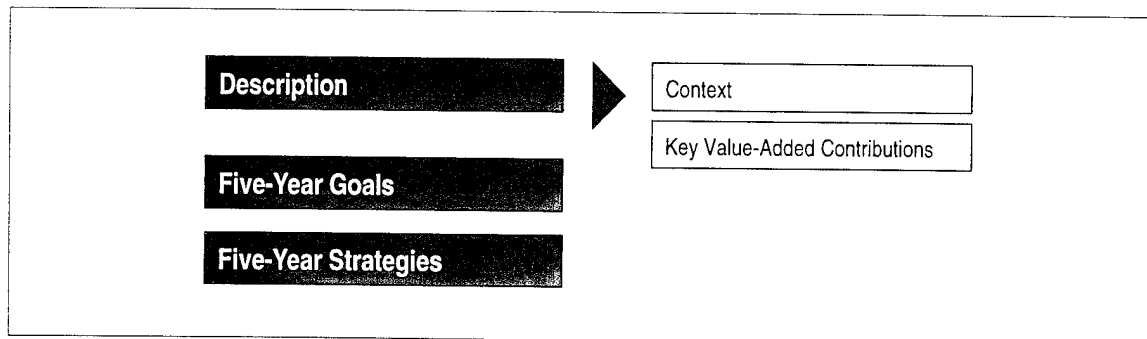 Description
Context
Key Value-Added Contributions
Five-Year Goals
Five-Year Strategies